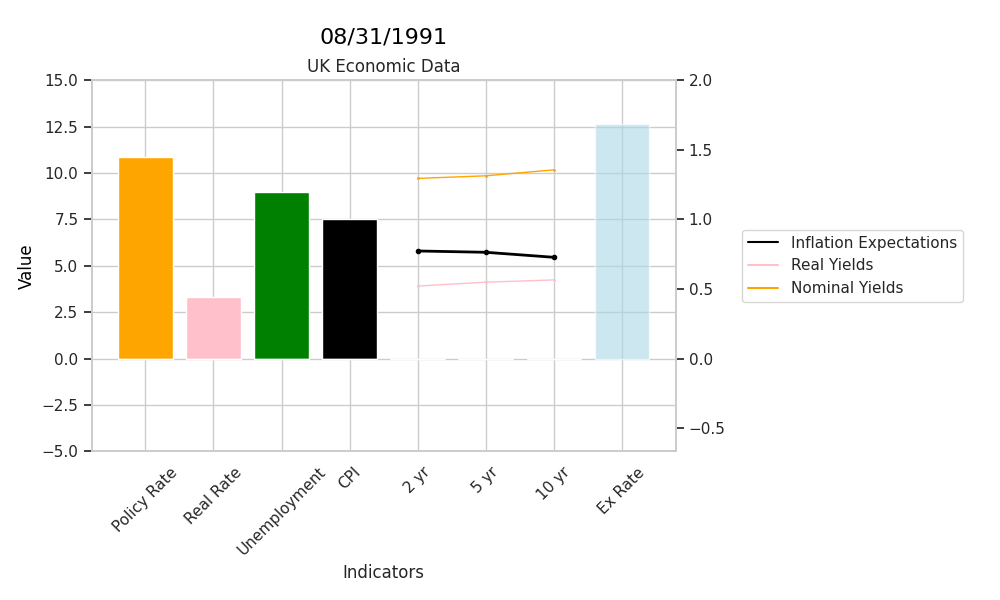 08/31/1991
UK Economic Data
15.0
12.5
10.0
7.5
5.0
2.5
0.0
−2.5
−5.0
Value
2.0
1.5
1.0
0.5
0.0
−0.5
Inflation Expectations
Real Yields
Nominal Yields
Policy Rate
Real Rate
Unemployment
CPI
2 yr
5 yr
10 yr
Ex Rate
Indicators